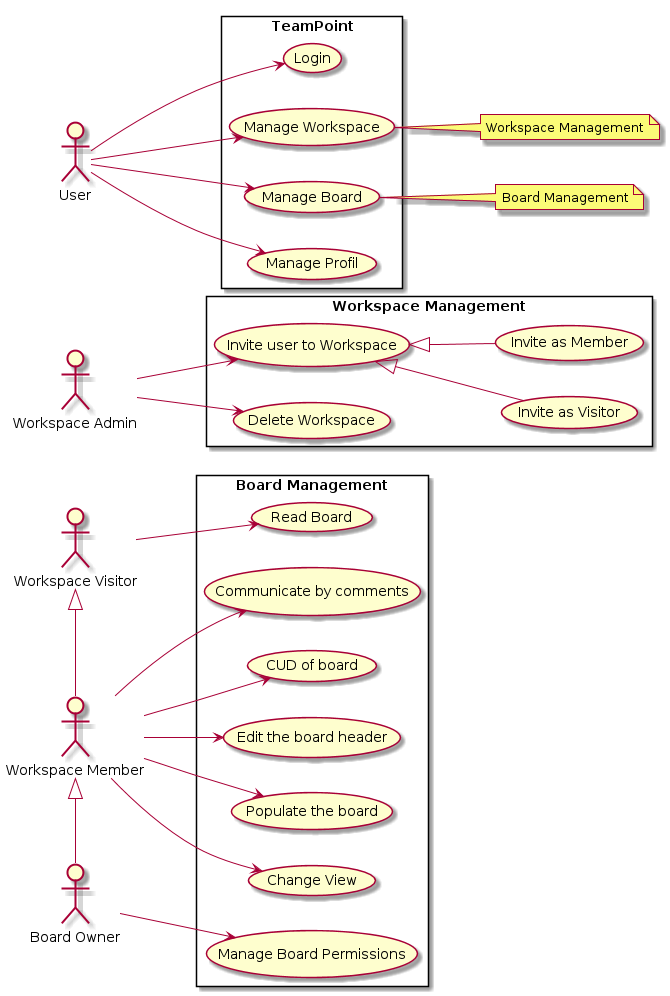 TeamPoint
Login
Manage Workspace
Workspace Management
User
Manage Board
Board Management
Manage Profil
Workspace Management
Invite user to Workspace
Invite as Member
Workspace Admin
Delete Workspace
Invite as Visitor
Board Management
Read Board
Workspace Visitor
Communicate by comments
CUD of board
Edit the board header
Workspace Member
Populate the board
Change View
Board Owner
Manage Board Permissions